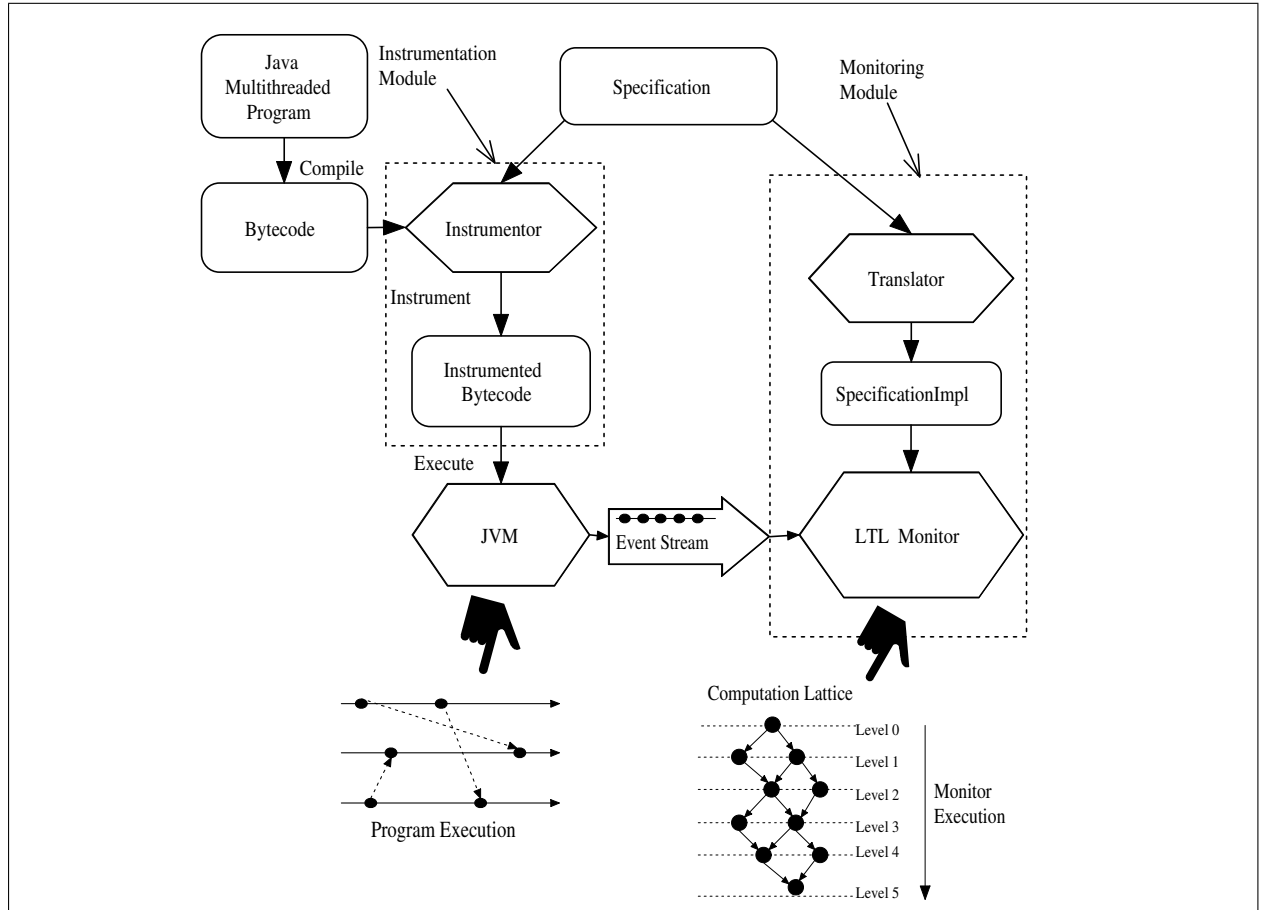 Java
Multithreaded
Program
Instrumentation
Module
Specification
Monitoring
Module
Compile
Bytecode
Instrumentor
Translator
Instrument
Instrumented
Bytecode
SpecificationImpl
Execute
JVM
Event Stream
LTL Monitor
Computation Lattice
Level 0
Level 1
Level 2
Level 3
Level 4
Level 5
Monitor
Execution
Program Execution